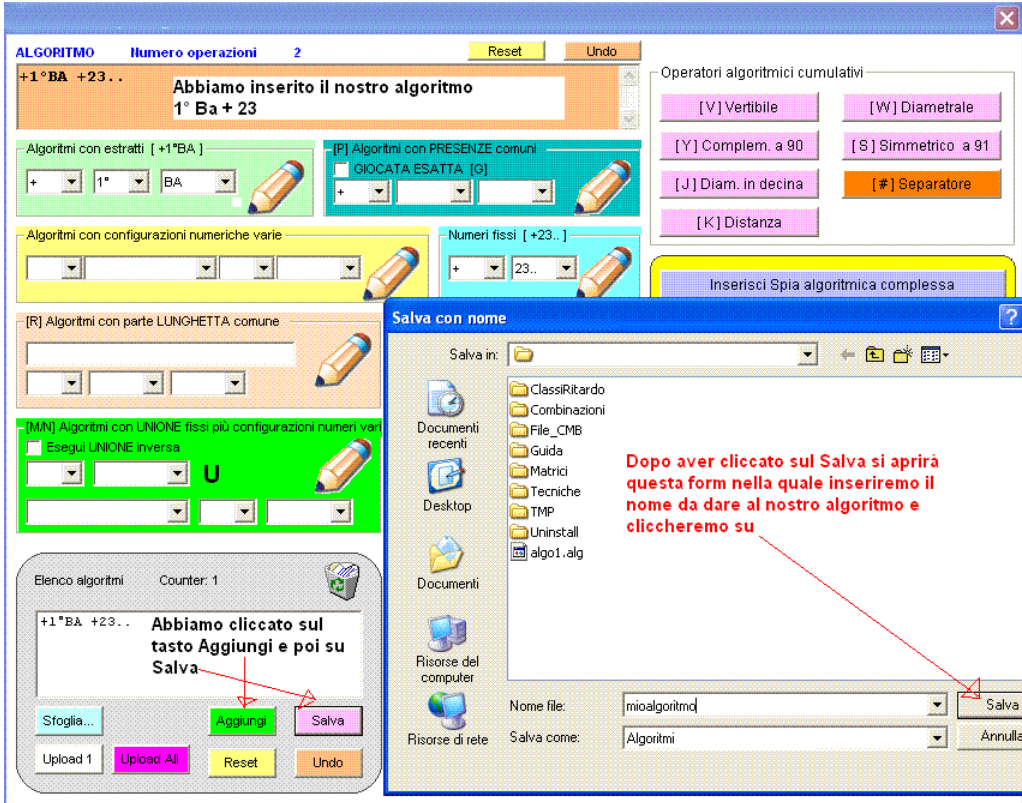 ALGORITMO Numero operazioni 2 Reset Undo
+1°BA +23..
Abbiamo inserito il nostro algoritmo
1° Ba + 23
Operatori algoritmici cumulativi
[V] Vertibile [W] Diametrale
[Y] Complem. a 90 [S] Simmetrico a 91
[J] Diam. in decina [#] Separatore
[K] Distanza
Algoritmi con estratti [ +1°BA ]
+ 1° BA
[P] Algoritmi con PRESENZE comuni
GIOCATA ESATTA [G]
+
Algoritmi con configurazioni numeriche varie
Numeri fissi [ +23.. ]
+ 23..
Inserisci Spia algoritmica complessa
[R] Algoritmi con parte LUNGHETTA comune
[M/N] Algoritmi con UNIONE fissi più configurazioni numeri vari
Esegui UNIONE inversa
U
Elenco algoritmi Counter: 1
+1°BA +23..
Abbiamo cliccato sul
tasto Aggiungi e poi su
Salva
Sfoglia... Aggiungi Salva
Upload 1 Upload All Reset Undo
Salva con nome ?
Salva in:
Documenti
recenti
Desktop
Documenti
Risorse del
computer
Risorse di rete
ClassiRitardo
Combinazioni
File_CMB
Guida
Matrici
Tecniche
TMP
Uninstall
algo1.alg
Dopo aver cliccato sul Salva si aprirà
questa form nella quale inseriremo il
nome da dare al nostro algoritmo e
cliccheremo su
Nome file: mioalgoritmo Salva
Salva come: Algoritmi Annulla